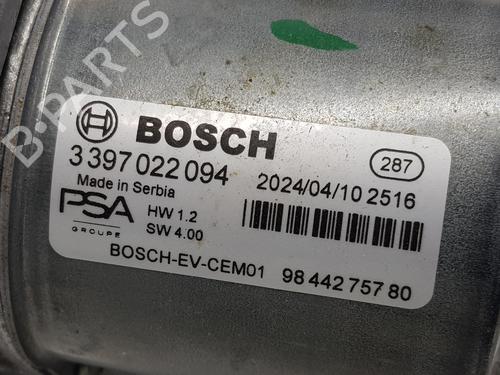 B-PARTS
BOSCH
3 397 022 094
287
Made in Serbia
2024/04/10 2516
PSA
GROUPE
HW 1.2
SW 4.00
BOSCH-EV-CEM01
98 442 757 80